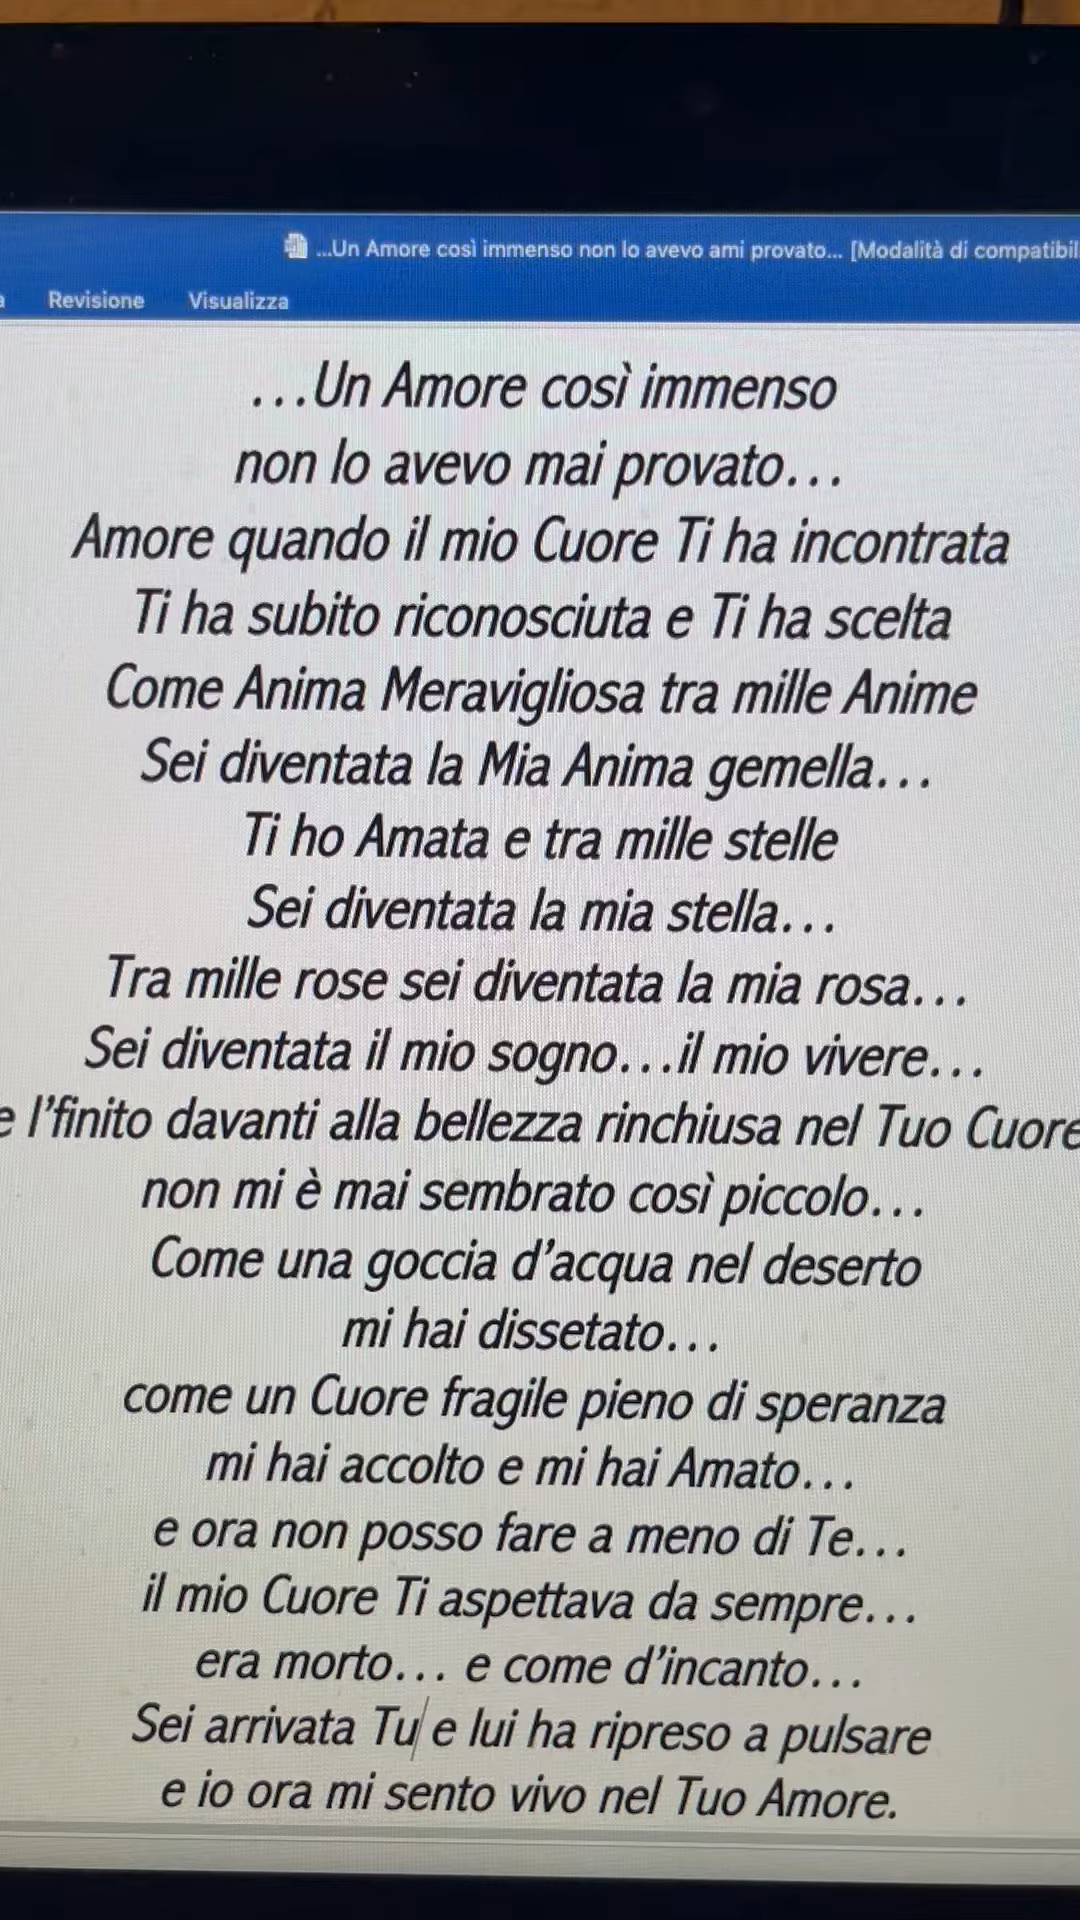 ...Un Amore così immenso non lo avevo ami provato... [Modalità di compatibil
a Revisione Visualizza
...Un Amore così immenso
non lo avevo mai provato...
Amore quando il mio Cuore Ti ha incontrata
Ti ha subito riconosciuta e Ti ha scelta
Come Anima Meravigliosa tra mille Anime
Sei diventata la Mia Anima gemella...
Ti ho Amata e tra mille stelle
Sei diventata la mia stella...
Tra mille rose sei diventata la mia rosa...
Sei diventata il mio sogno...il mio vivere...
e l'finito davanti alla bellezza rinchiusa nel Tuo Cuore
non mi è mai sembrato così piccolo...
Come una goccia d'acqua nel deserto
mi hai dissetato...
come un Cuore fragile pieno di speranza
mi hai accolto e mi hai Amato...
e ora non posso fare a meno di Te...
il mio Cuore Ti aspettava da sempre...
era morto... e come d'incanto...
Sei arrivata Tu e lui ha ripreso a pulsare
e io ora mi sento vivo nel Tuo Amore.